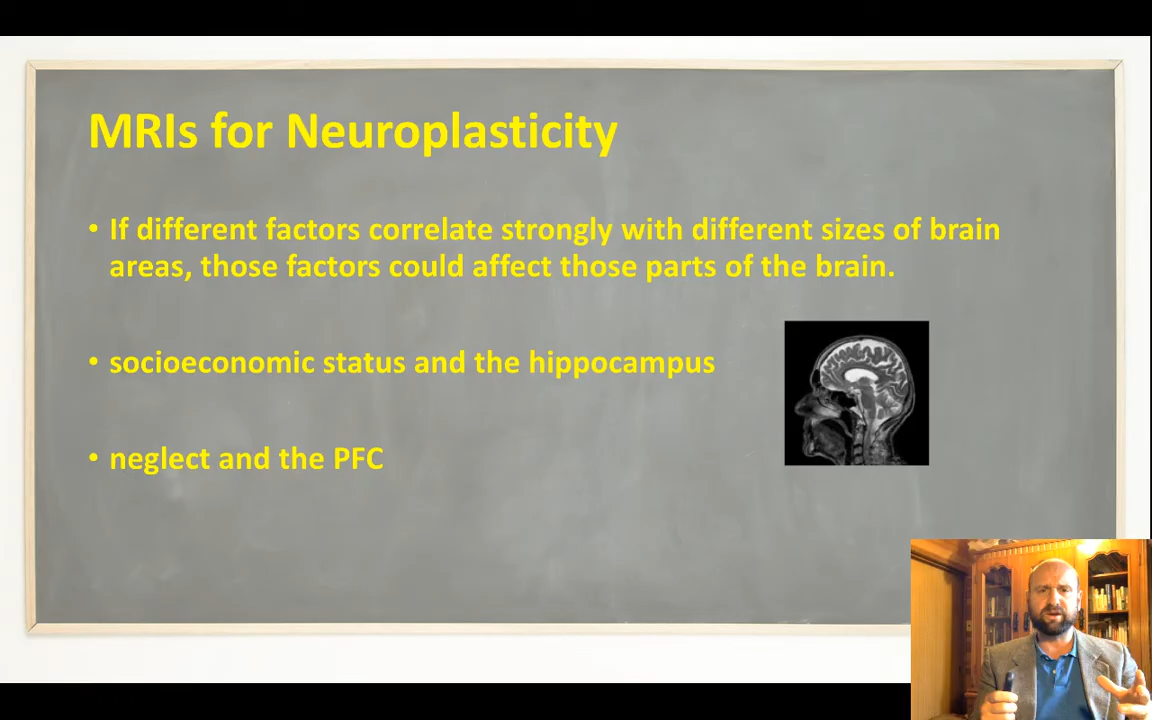 MRIs for Neuroplasticity
• If different factors correlate strongly with different sizes of brain
areas, those factors could affect those parts of the brain.
• socioeconomic status and the hippocampus
• neglect and the PFC